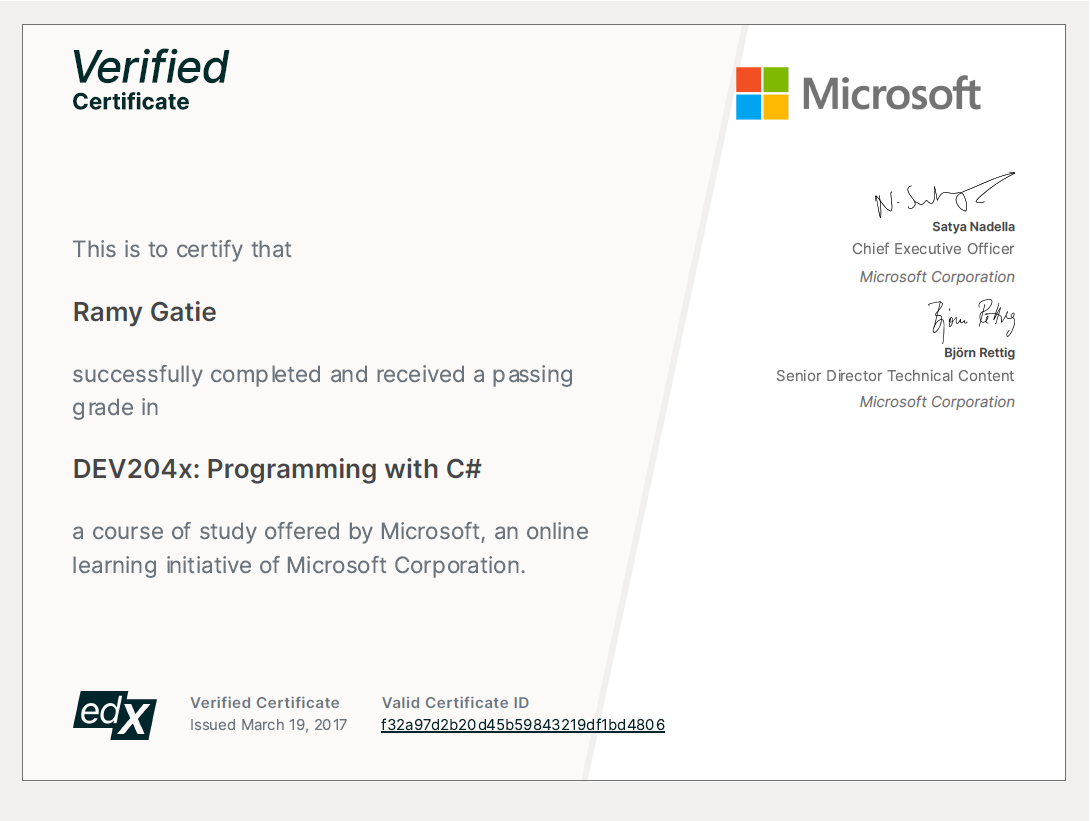 Verified
Certificate
Microsoft
This is to certify that
Ramy Gatie
successfully completed and received a passing
grade in
DEV204x: Programming with C#
a course of study offered by Microsoft, an online
learning initiative of Microsoft Corporation.
N. Sat
Satya Nadella
Chief Executive Officer
Microsoft Corporation
Björn Rettig
Björn Rettig
Senior Director Technical Content
Microsoft Corporation
edX
Verified Certificate
Issued March 19, 2017
Valid Certificate ID
f32a97d2b20d45b59843219df1bd4806